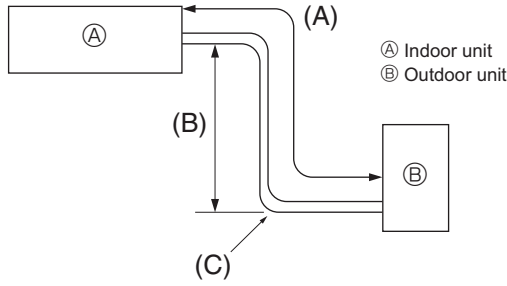 (A)
Ⓐ
Ⓐ Indoor unit
Ⓑ Outdoor unit
(B)
Ⓑ
(C)